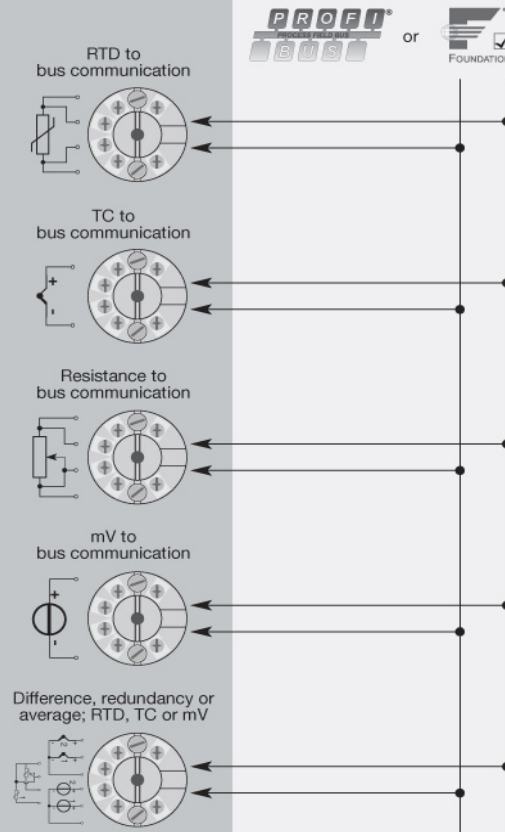 PROFI®
PROCESS FIELD BUS
BUS
or
FOUNDATION
RTD to
bus communication
TC to
bus communication
+
-
Resistance to
bus communication
mV to
bus communication
+
-
Difference, redundancy or
average; RTD, TC or mV